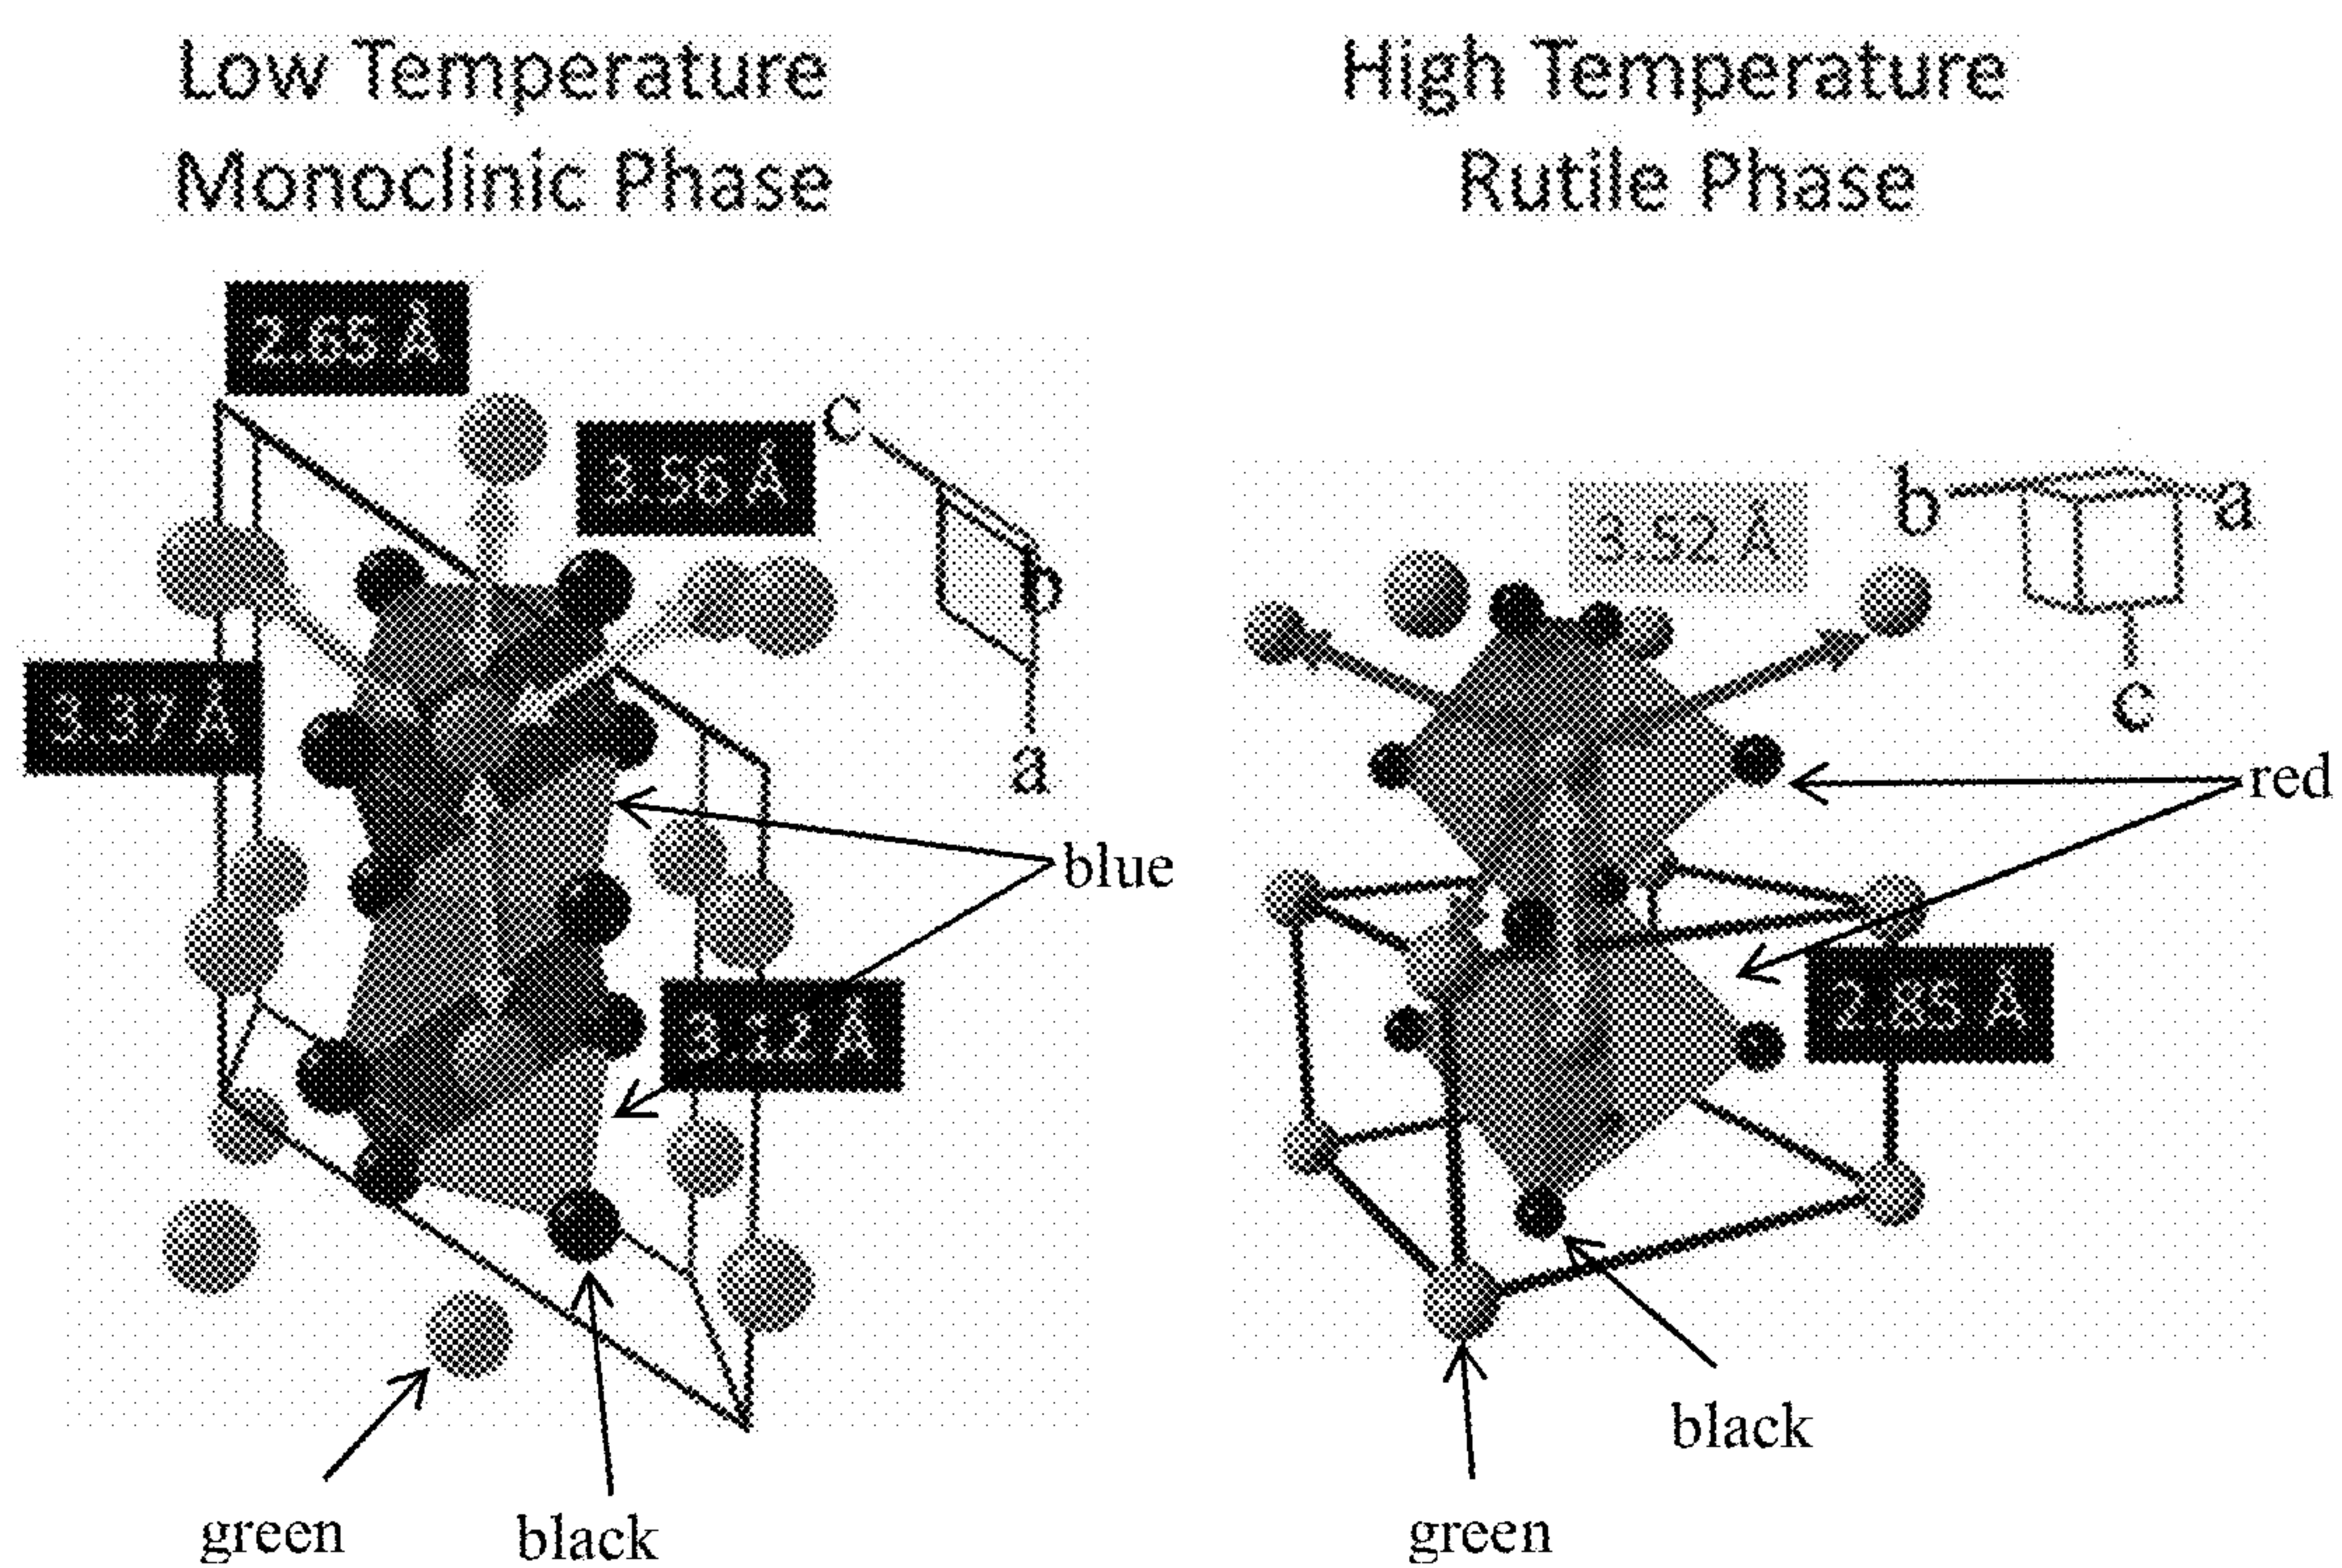 Low Temperature
Monoclinic Phase
2.65 Å
3.56 Å
3.37 Å
3.12 Å
c
b
a
blue
green
black
High Temperature
Rutile Phase
3.52 Å
b
a
c
red
2.85 Å
black
green